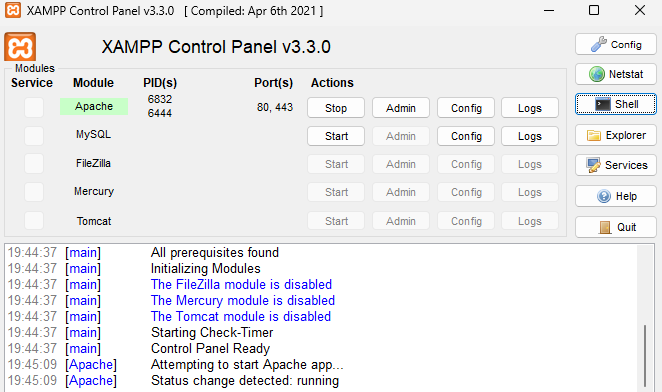 XAMPP Control Panel v3.3.0 [ Compiled: Apr 6th 2021 ]
XAMPP Control Panel v3.3.0
Config
Modules
Service Module PID(s) Port(s) Actions
Netstat
Apache 6832 6444 80, 443 Stop Admin Config Logs
Shell
MySQL Start Admin Config Logs
Explorer
FileZilla Start Admin Config Logs
Services
Mercury Start Admin Config Logs
Help
Tomcat Start Admin Config Logs
Quit
19:44:37 [main] All prerequisites found
19:44:37 [main] Initializing Modules
19:44:37 [main] The FileZilla module is disabled
19:44:37 [main] The Mercury module is disabled
19:44:37 [main] The Tomcat module is disabled
19:44:37 [main] Starting Check-Timer
19:44:37 [main] Control Panel Ready
19:45:09 [Apache] Attempting to start Apache app...
19:45:09 [Apache] Status change detected: running